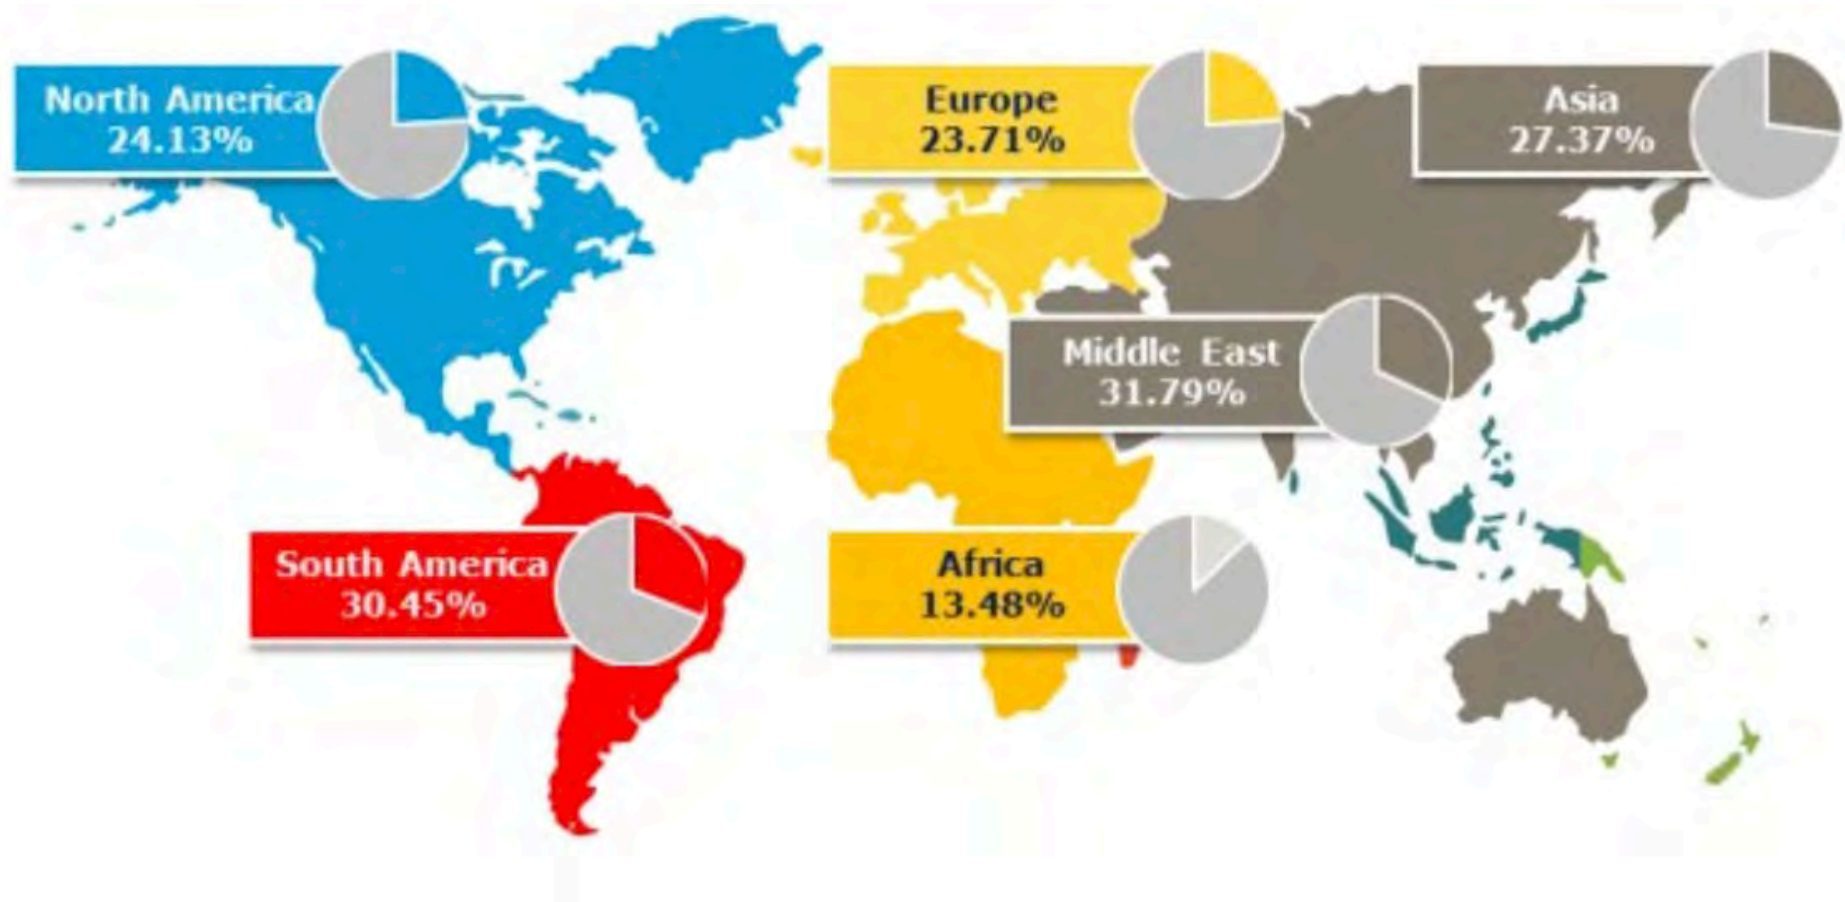 North America
24.13%
Europe
23.71%
Asia
27.37%
Middle East
31.79%
South America
30.45%
Africa
13.48%